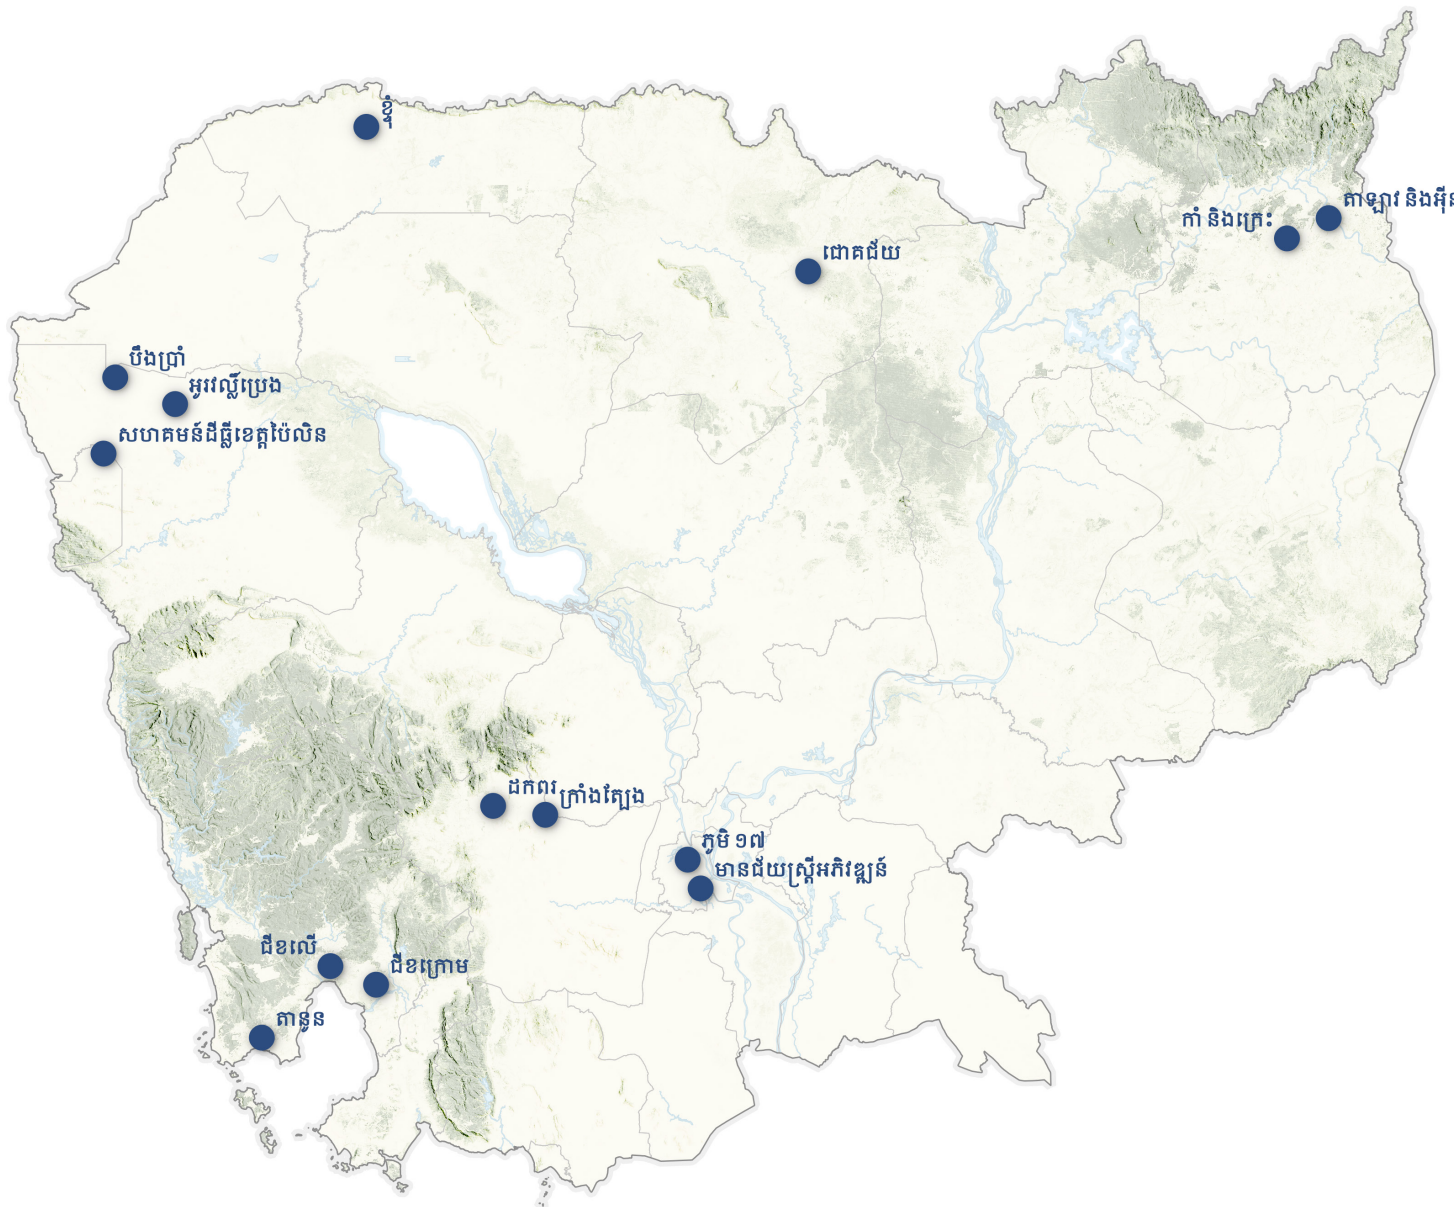 ខ្ទុំ
តាឡាវ និងអ៊ីន
កាំ និងក្រេះ
ជោគជ័យ
បឹងប្រាំ
អូរវល្លិ៍ប្រេង
សហគមន៍ដីធ្លីខេត្តប៉ៃលិន
ដកពរ
ក្រាំងត្បែង
ភូមិ ១៧
មានជ័យស្ត្រីអភិវឌ្ឍន៍
ជីខលើ
ជីខក្រោម
តានូន